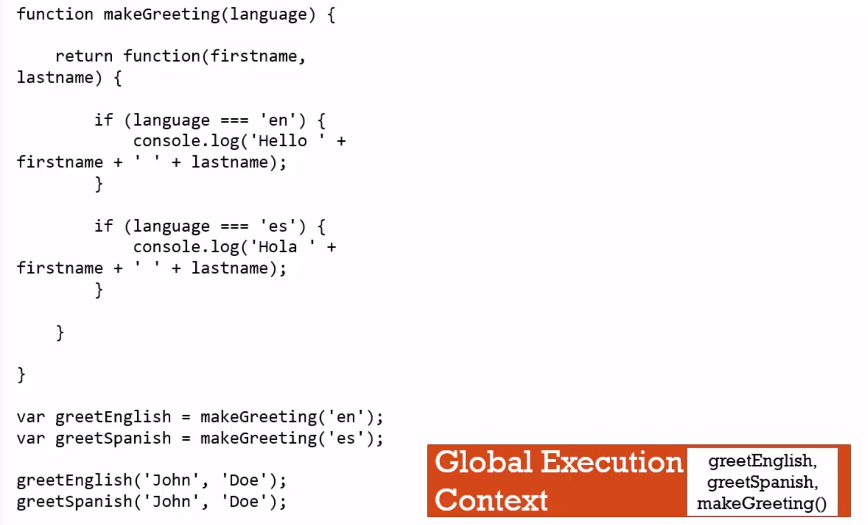 function makeGreeting(language) {
    return function(firstname,
lastname) {
        if (language === 'en') {
            console.log('Hello ' +
firstname + ' ' + lastname);
        }
        if (language === 'es') {
            console.log('Hola ' +
firstname + ' ' + lastname);
        }
    }
}
var greetEnglish = makeGreeting('en');
var greetSpanish = makeGreeting('es');
greetEnglish('John', 'Doe');
greetSpanish('John', 'Doe');
Global Execution
Context
greetEnglish,
greetSpanish,
makeGreeting()